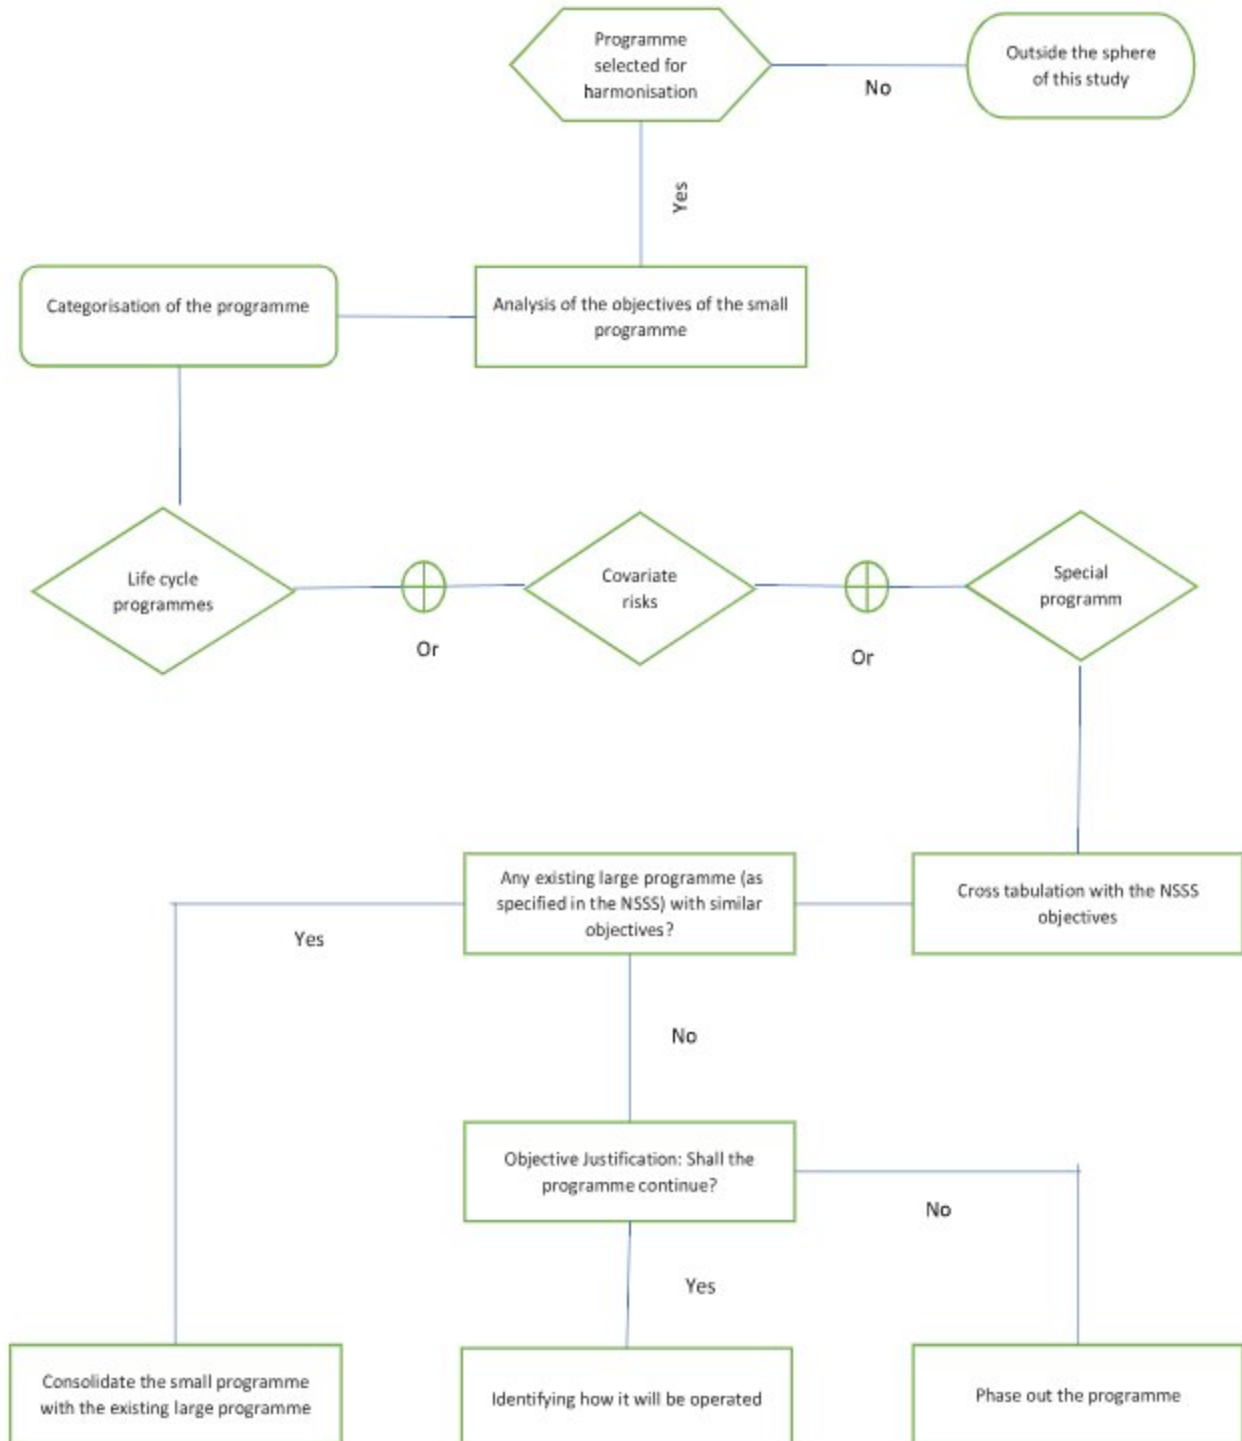 Programme
selected for
harmonisation
No
Outside the sphere
of this study
Yes
Categorisation of the programme
Analysis of the objectives of the small
programme
Life cycle
programmes
Or
Covariate
risks
Or
Special
programm
Any existing large programme (as
specified in the NSSS) with similar
objectives?
Cross tabulation with the NSSS
objectives
Yes
No
Objective Justification: Shall the
programme continue?
No
Yes
Consolidate the small programme
with the existing large programme
Identifying how it will be operated
Phase out the programme